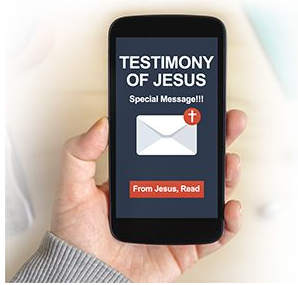 TESTIMONY
OF JESUS
Special Message!!!
From Jesus, Read